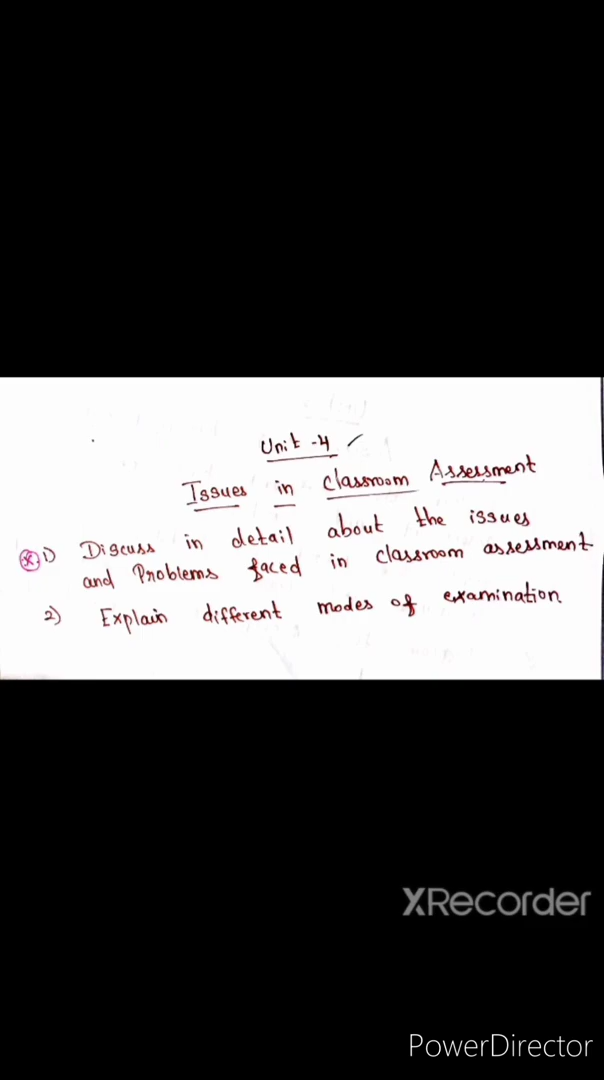 Unit -4
Issues in classroom Assessment
1) Discuss in detail about the issues
and Problems faced in classroom assessment
2) Explain different modes of examination
XRecorder
PowerDirector